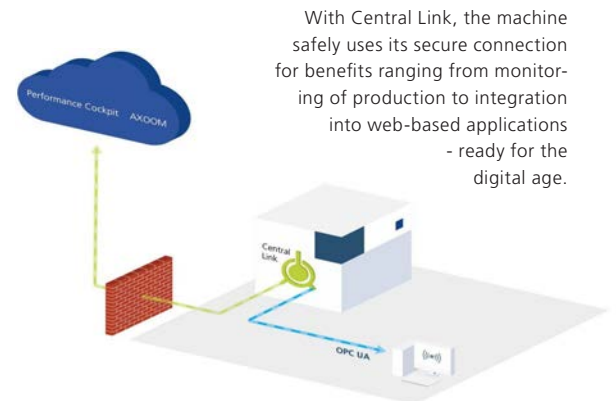 With Central Link, the machine
safely uses its secure connection
for benefits ranging from monitor-
ing of production to integration
into web-based applications
- ready for the
digital age.
Performance Cockpit AXOOM
Central
Link
OPC UA